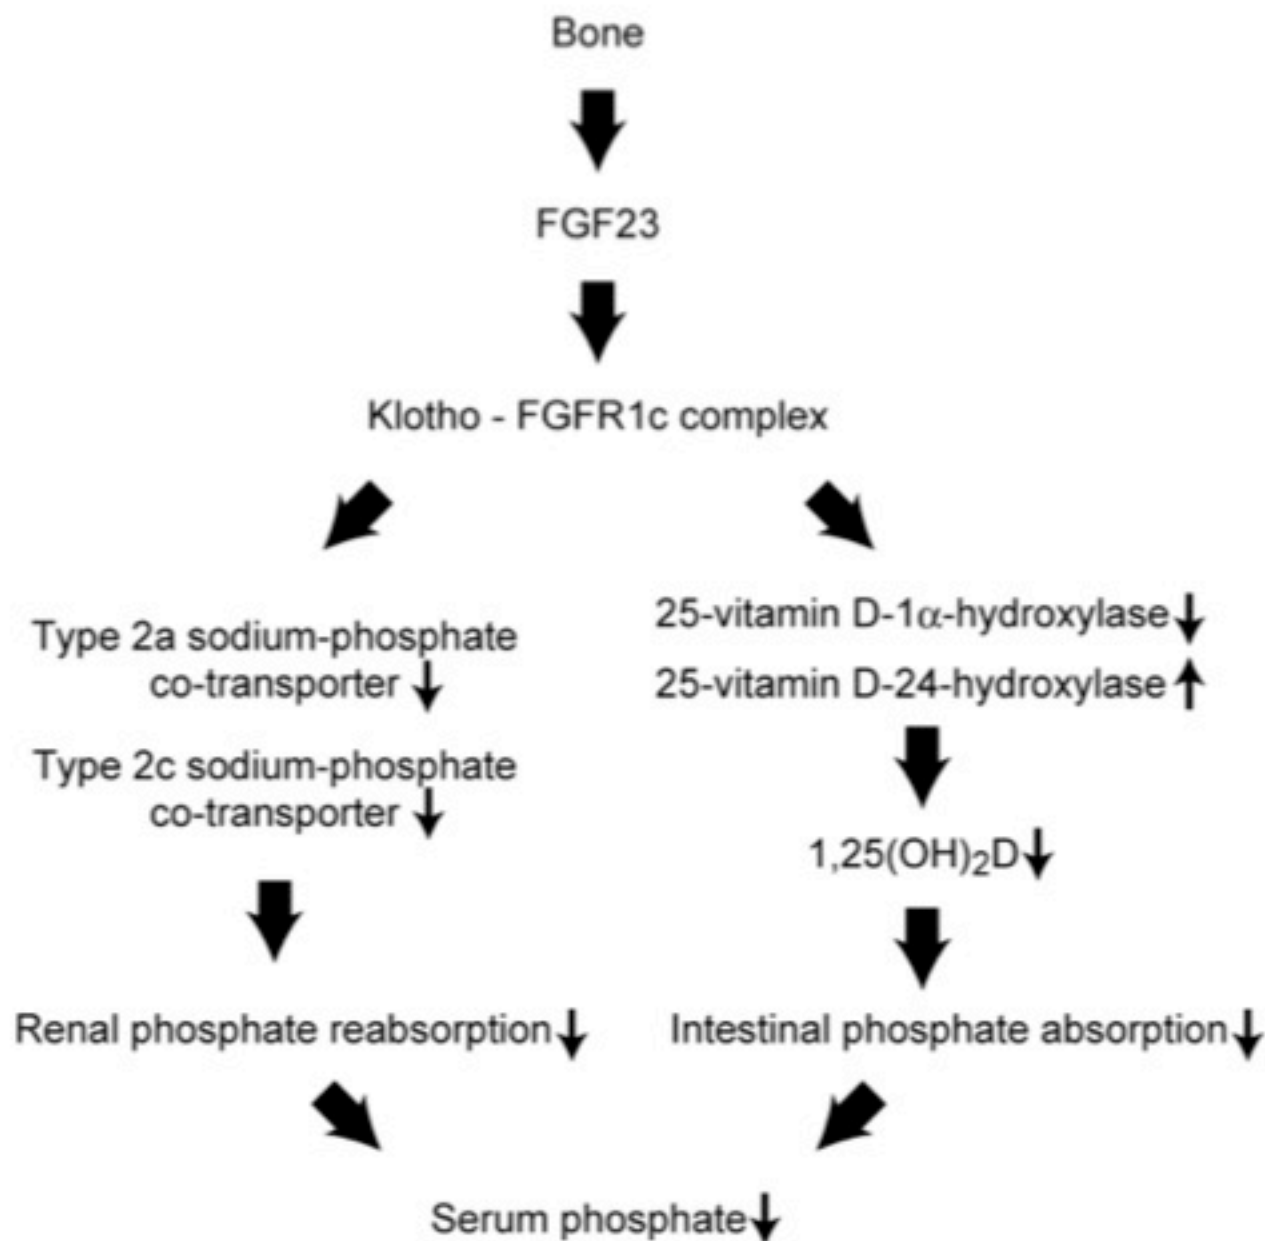 Bone
FGF23
Klotho - FGFR1c complex
Type 2a sodium-phosphate
co-transporter ↓
Type 2c sodium-phosphate
co-transporter ↓
Renal phosphate reabsorption ↓
25-vitamin D-1α-hydroxylase ↓
25-vitamin D-24-hydroxylase ↑
1,25(OH)₂D ↓
Intestinal phosphate absorption ↓
Serum phosphate ↓